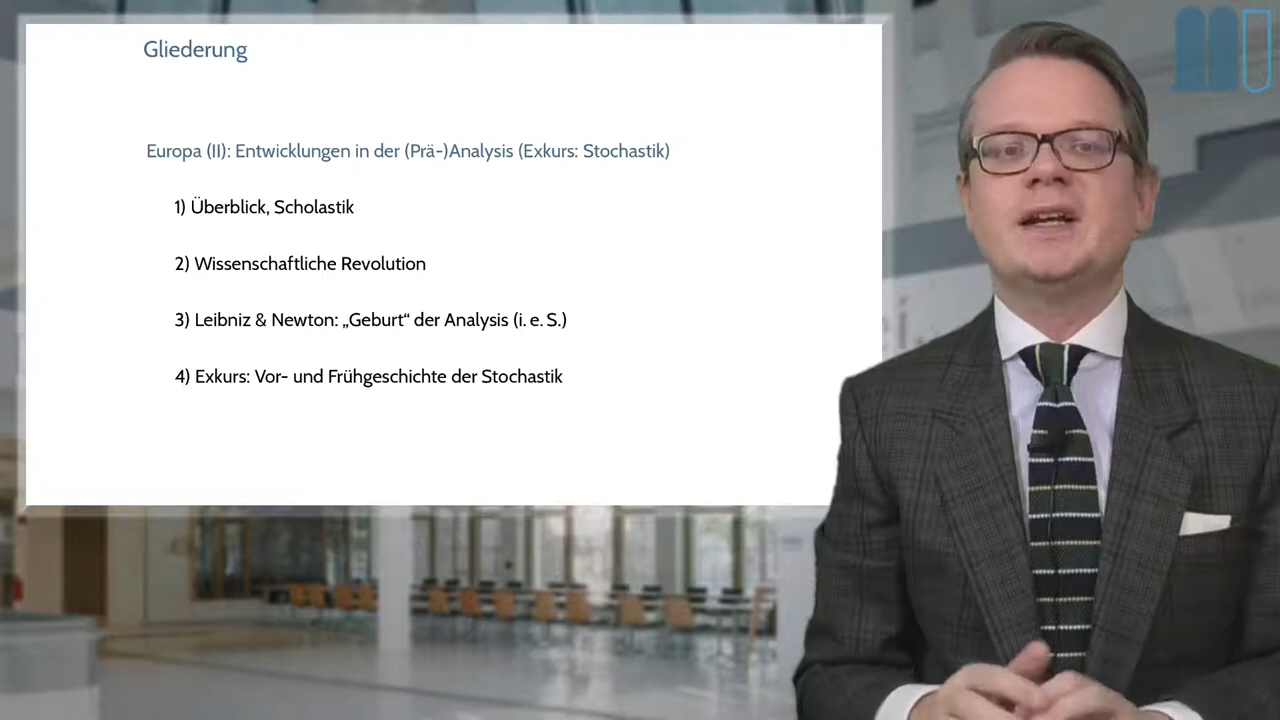 Gliederung
Europa (II): Entwicklungen in der (Prä-)Analysis (Exkurs: Stochastik)
1) Überblick, Scholastik
2) Wissenschaftliche Revolution
3) Leibniz & Newton: „Geburt“ der Analysis (i. e. S.)
4) Exkurs: Vor- und Frühgeschichte der Stochastik